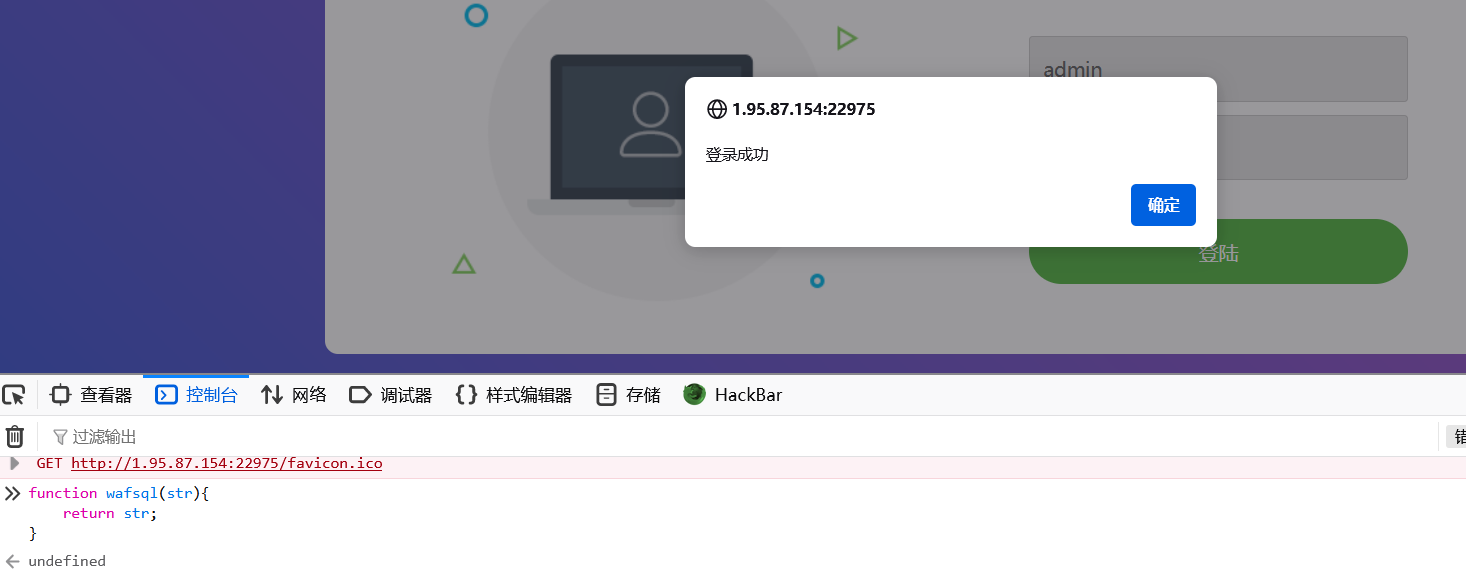 admin
1.95.87.154:22975
登录成功
确定
登陆
查看器 控制台 网络 调试器 样式编辑器 存储 HackBar
过滤输出
GET http://1.95.87.154:22975/favicon.ico
function wafsql(str){
return str;
}
undefined